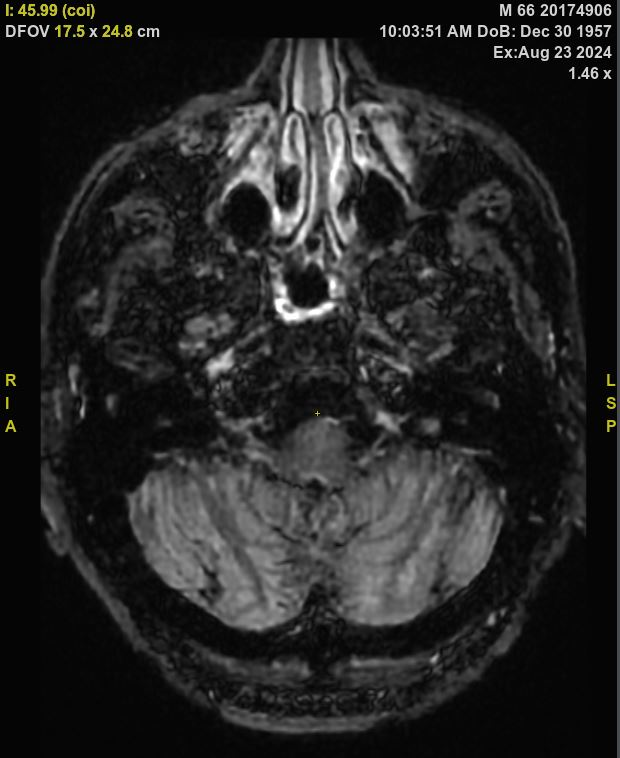 I: 45.99 (coi)
DFOV 17.5 x 24.8 cm
M 66 20174906
10:03:51 AM DoB: Dec 30 1957
Ex:Aug 23 2024
1.46 x
R
I
A
L
S
P